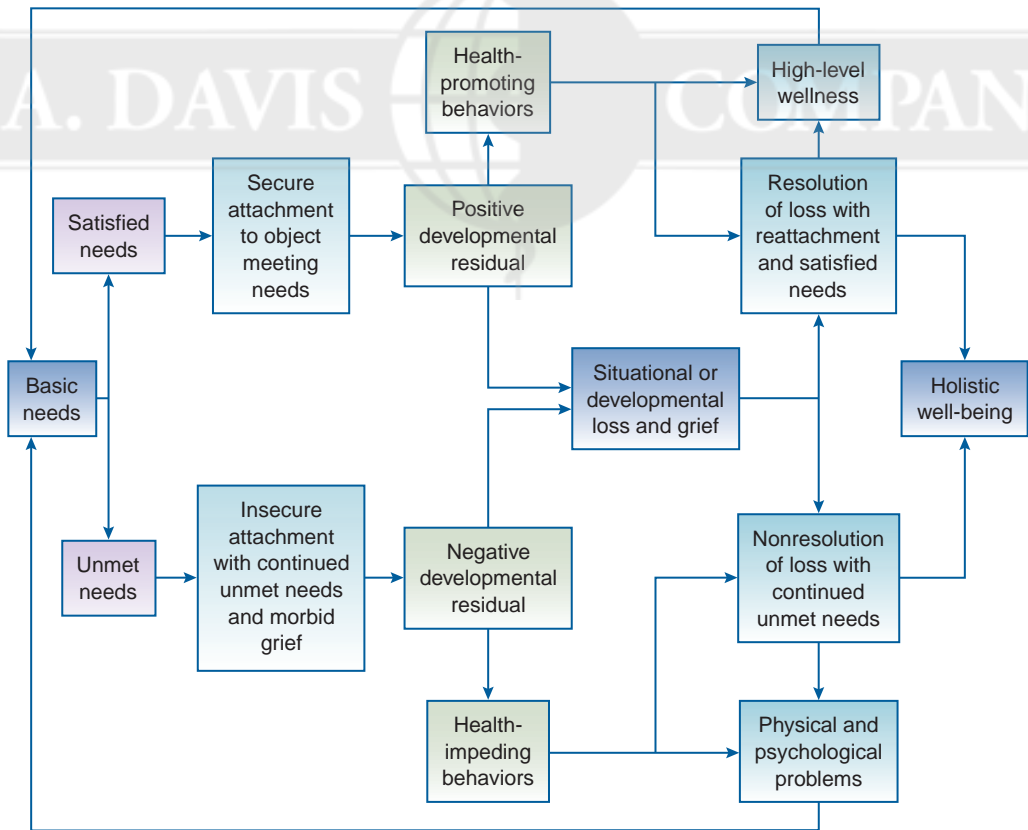 A. DAVIS
COMPAN
Health-
promoting
behaviors
High-level
wellness
Satisfied
needs
Secure
attachment
to object
meeting
needs
Positive
developmental
residual
Resolution
of loss with
reattachment
and satisfied
needs
Basic
needs
Situational or
developmental
loss and grief
Holistic
well-being
Unmet
needs
Insecure
attachment
with continued
unmet needs
and morbid
grief
Negative
developmental
residual
Nonresolution
of loss with
continued
unmet needs
Health-
impeding
behaviors
Physical and
psychological
problems